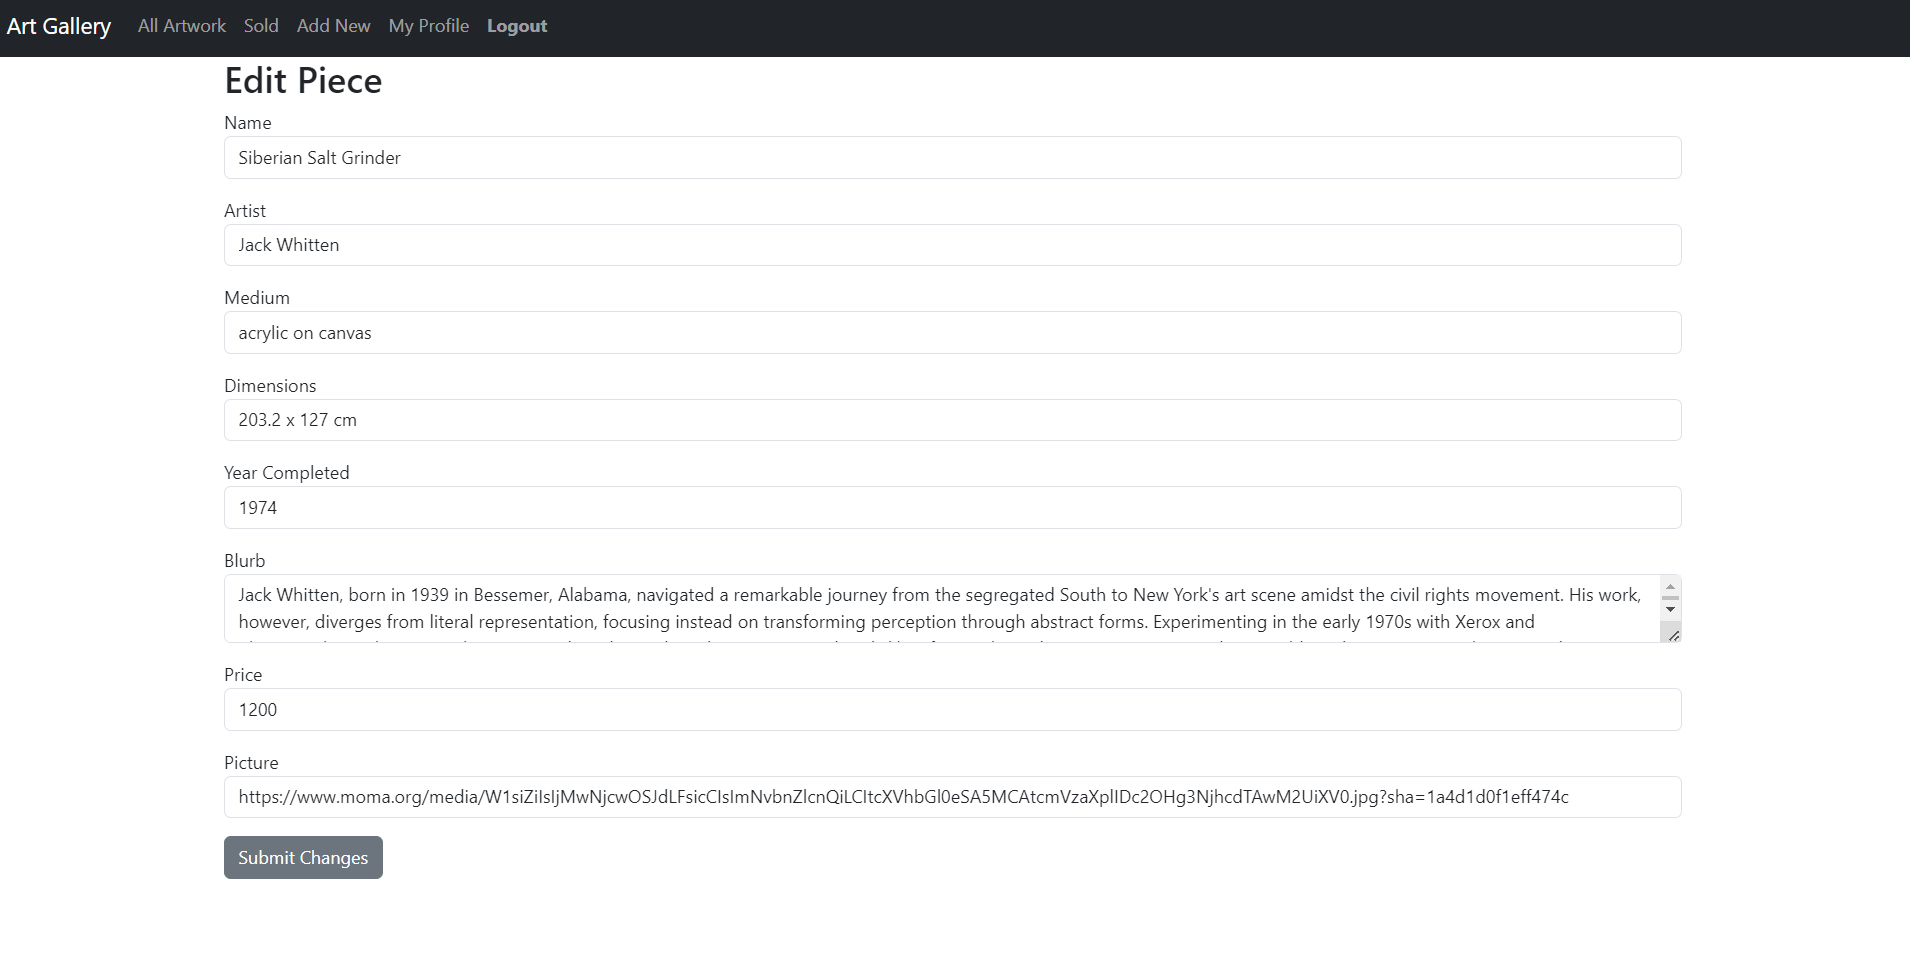 Art Gallery All Artwork Sold Add New My Profile Logout
Edit Piece
Name
Siberian Salt Grinder
Artist
Jack Whitten
Medium
acrylic on canvas
Dimensions
203.2 x 127 cm
Year Completed
1974
Blurb
Jack Whitten, born in 1939 in Bessemer, Alabama, navigated a remarkable journey from the segregated South to New York's art scene amidst the civil rights movement. His work,
however, diverges from literal representation, focusing instead on transforming perception through abstract forms. Experimenting in the early 1970s with Xerox and
Price
1200
Picture
https://www.moma.org/media/W1siZiIsIjMwNjcwOSJdLFsicCIsImNvbnZlcnQiLCItcXVhbGl0eSA5MCAtcmVzaXplIDc2OHg3NjhcdTAwM2UiXV0.jpg?sha=1a4d1d0f1eff474c
Submit Changes